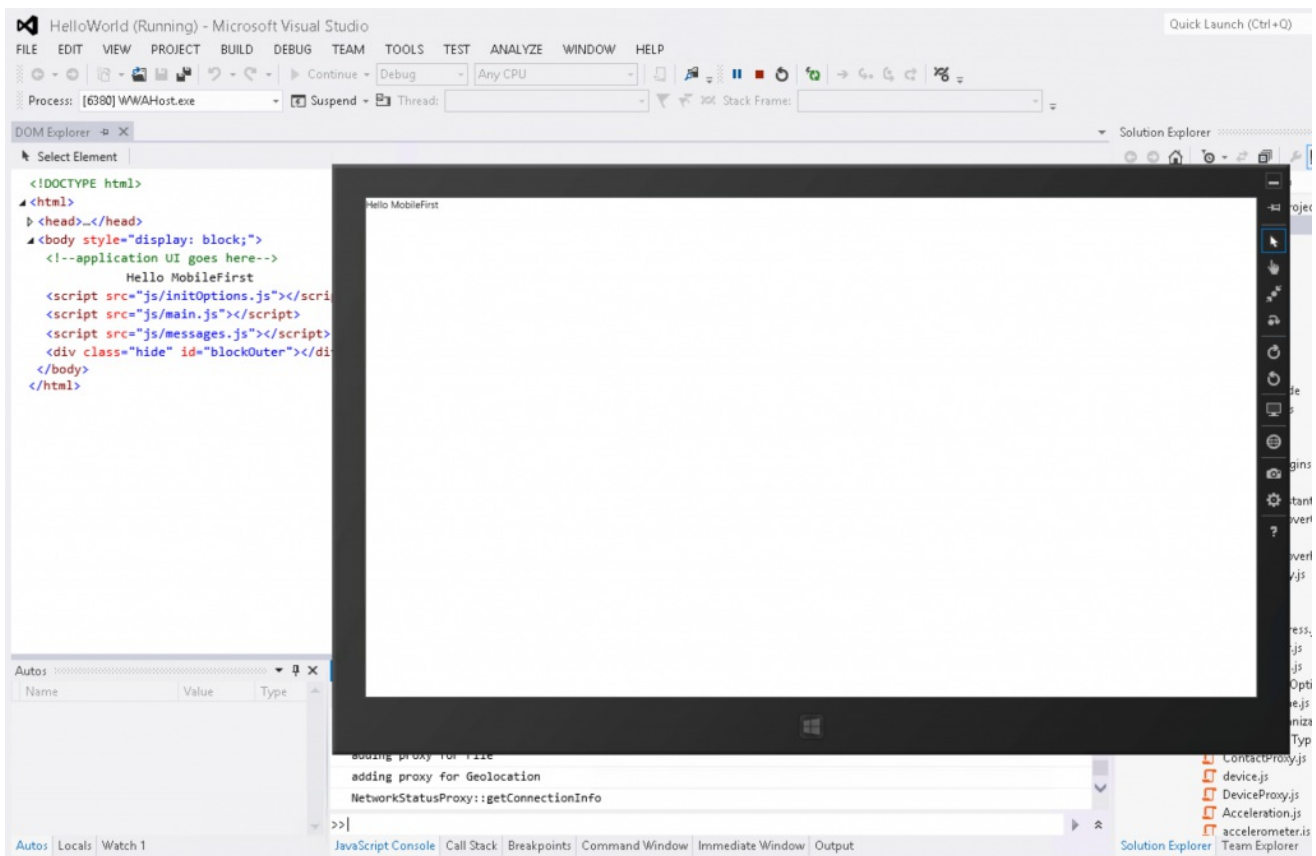 HelloWorld (Running) - Microsoft Visual Studio
Quick Launch (Ctrl+Q)
FILE EDIT VIEW PROJECT BUILD DEBUG TEAM TOOLS TEST ANALYZE WINDOW HELP
Continue Debug Any CPU
Process: [6380] WWAHost.exe Suspend Thread: Stack Frame:
DOM Explorer
Solution Explorer
Select Element
<!DOCTYPE html>
<html>
<head>…</head>
<body style="display: block;">
<!--application UI goes here-->
Hello MobileFirst
<script src="js/initOptions.js"></scri
<script src="js/main.js"></script>
<script src="js/messages.js"></script>
<div class="hide" id="blockOuter"></di
</body>
</html>
Hello MobileFirst
?
Autos
Name Value Type
adding proxy for File
adding proxy for Geolocation
NetworkStatusProxy::getConnectionInfo
>>
Autos Locals Watch 1
JavaScript Console Call Stack Breakpoints Command Window Immediate Window Output
ContactProxy.js
device.js
DeviceProxy.js
Acceleration.js
accelerometer.js
Solution Explorer Team Explorer